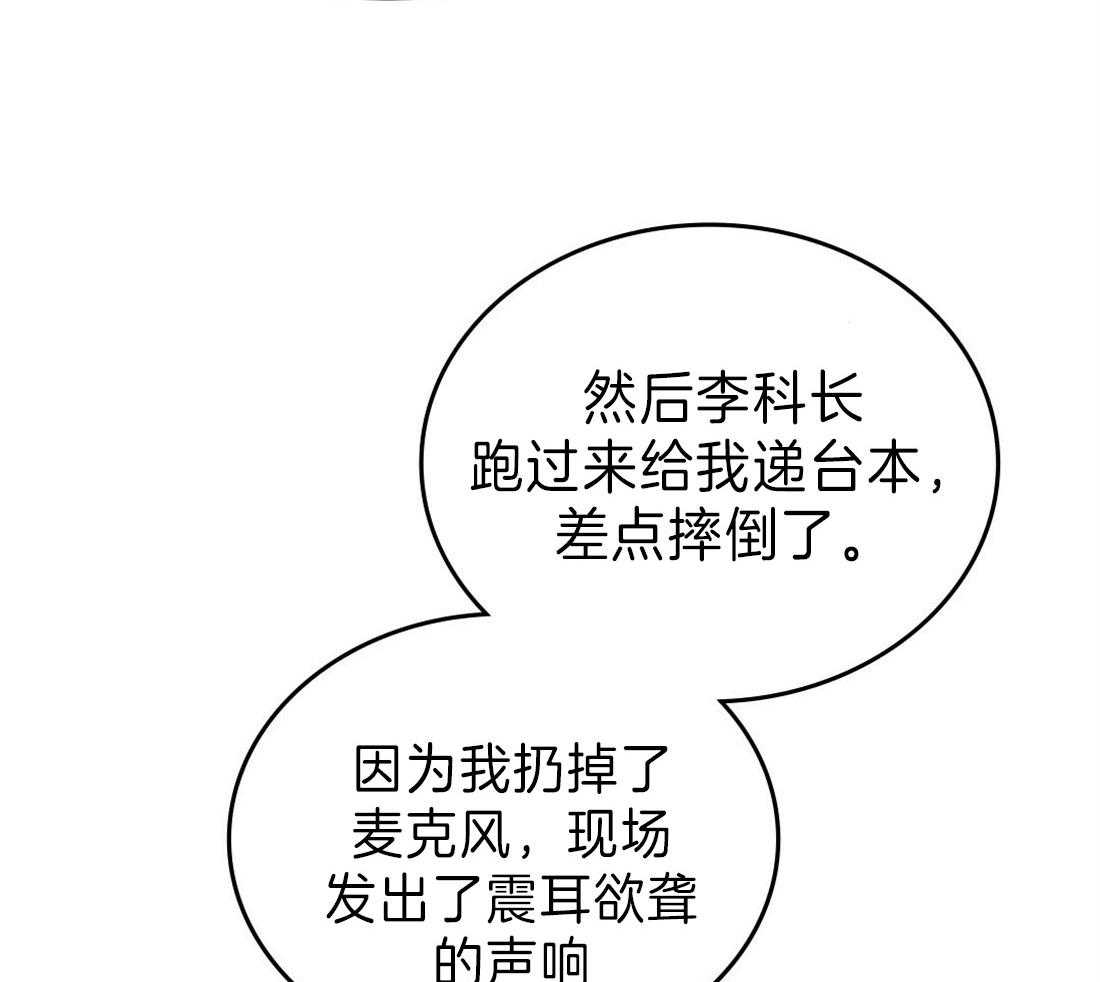 然后李科长
跑过来给我递台本，
差点摔倒了。
因为我扔掉了
麦克风，现场
发出了震耳欲聋
的声响